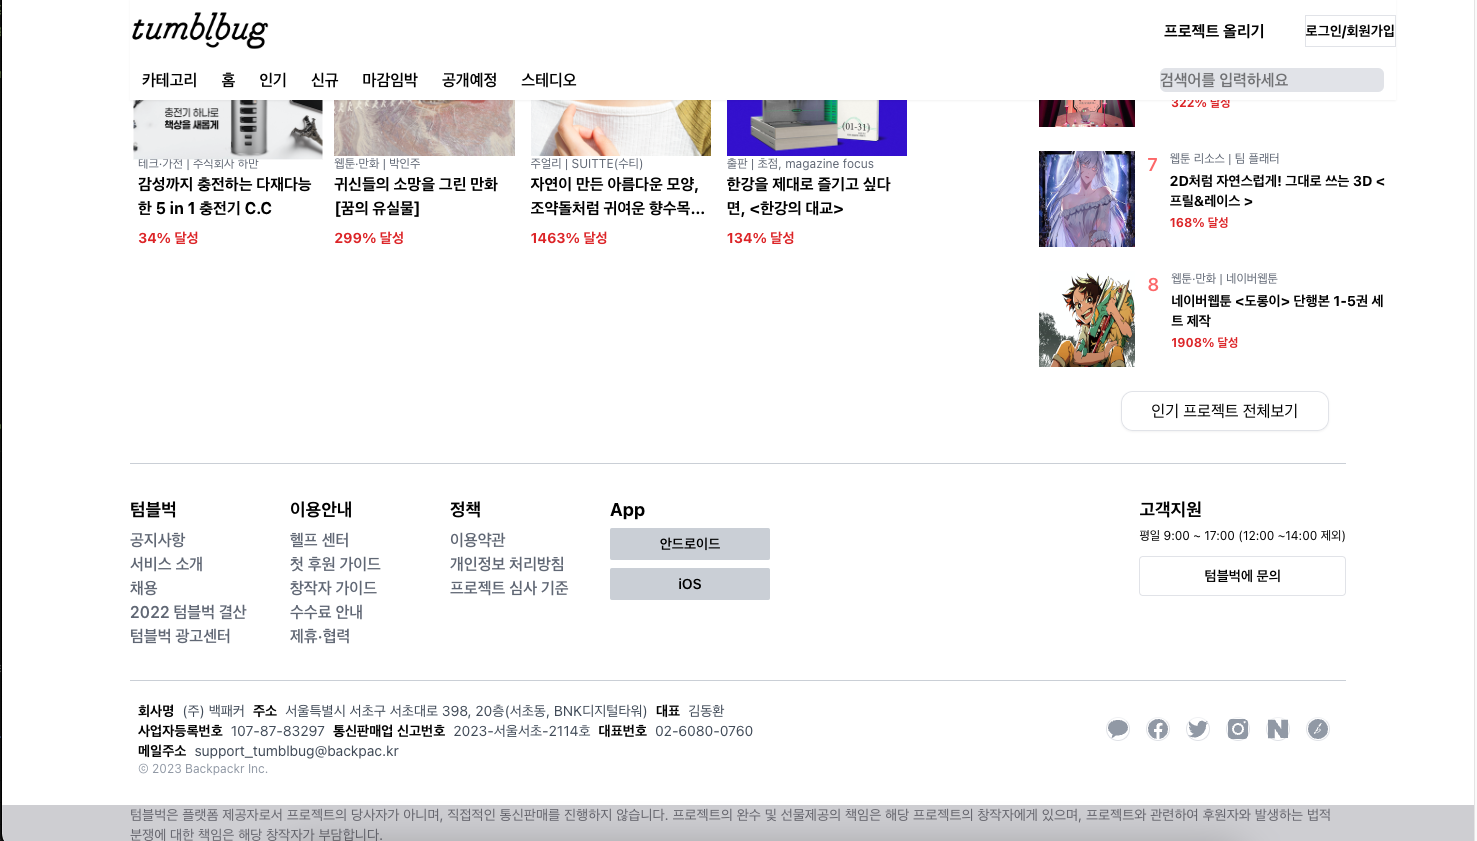 tumblbug
프로젝트 올리기
로그인/회원가입
카테고리 홈 인기 신규 마감임박 공개예정 스테디오
검색어를 입력하세요
충전기 하나로
책상을 새롭게
(01-31)
322% 달성
테크·가전 | 주식회사 하만
감성까지 충전하는 다재다능
한 5 in 1 충전기 C.C
34% 달성
웹툰·만화 | 박인주
귀신들의 소망을 그린 만화
[꿈의 유실물]
299% 달성
주얼리 | SUITTE(수티)
자연이 만든 아름다운 모양,
조약돌처럼 귀여운 향수목...
1463% 달성
출판 | 초점, magazine focus
한강을 제대로 즐기고 싶다
면, <한강의 대교>
134% 달성
7
웹툰 리소스 | 팀 플래터
2D처럼 자연스럽게! 그대로 쓰는 3D <
프릴&레이스 >
168% 달성
8
웹툰·만화 | 네이버웹툰
네이버웹툰 <도롱이> 단행본 1-5권 세
트 제작
1908% 달성
인기 프로젝트 전체보기
텀블벅
공지사항
서비스 소개
채용
2022 텀블벅 결산
텀블벅 광고센터
이용안내
헬프 센터
첫 후원 가이드
창작자 가이드
수수료 안내
제휴·협력
정책
이용약관
개인정보 처리방침
프로젝트 심사 기준
App
안드로이드
iOS
고객지원
평일 9:00 ~ 17:00 (12:00 ~14:00 제외)
텀블벅에 문의
회사명 (주) 백패커 주소 서울특별시 서초구 서초대로 398, 20층(서초동, BNK디지털타워) 대표 김동환
사업자등록번호 107-87-83297 통신판매업 신고번호 2023-서울서초-2114호 대표번호 02-6080-0760
메일주소 support_tumblbug@backpac.kr
© 2023 Backpackr Inc.
텀블벅은 플랫폼 제공자로서 프로젝트의 당사자가 아니며, 직접적인 통신판매를 진행하지 않습니다. 프로젝트의 완수 및 선물제공의 책임은 해당 프로젝트의 창작자에게 있으며, 프로젝트와 관련하여 후원자와 발생하는 법적
분쟁에 대한 책임은 해당 창작자가 부담합니다.